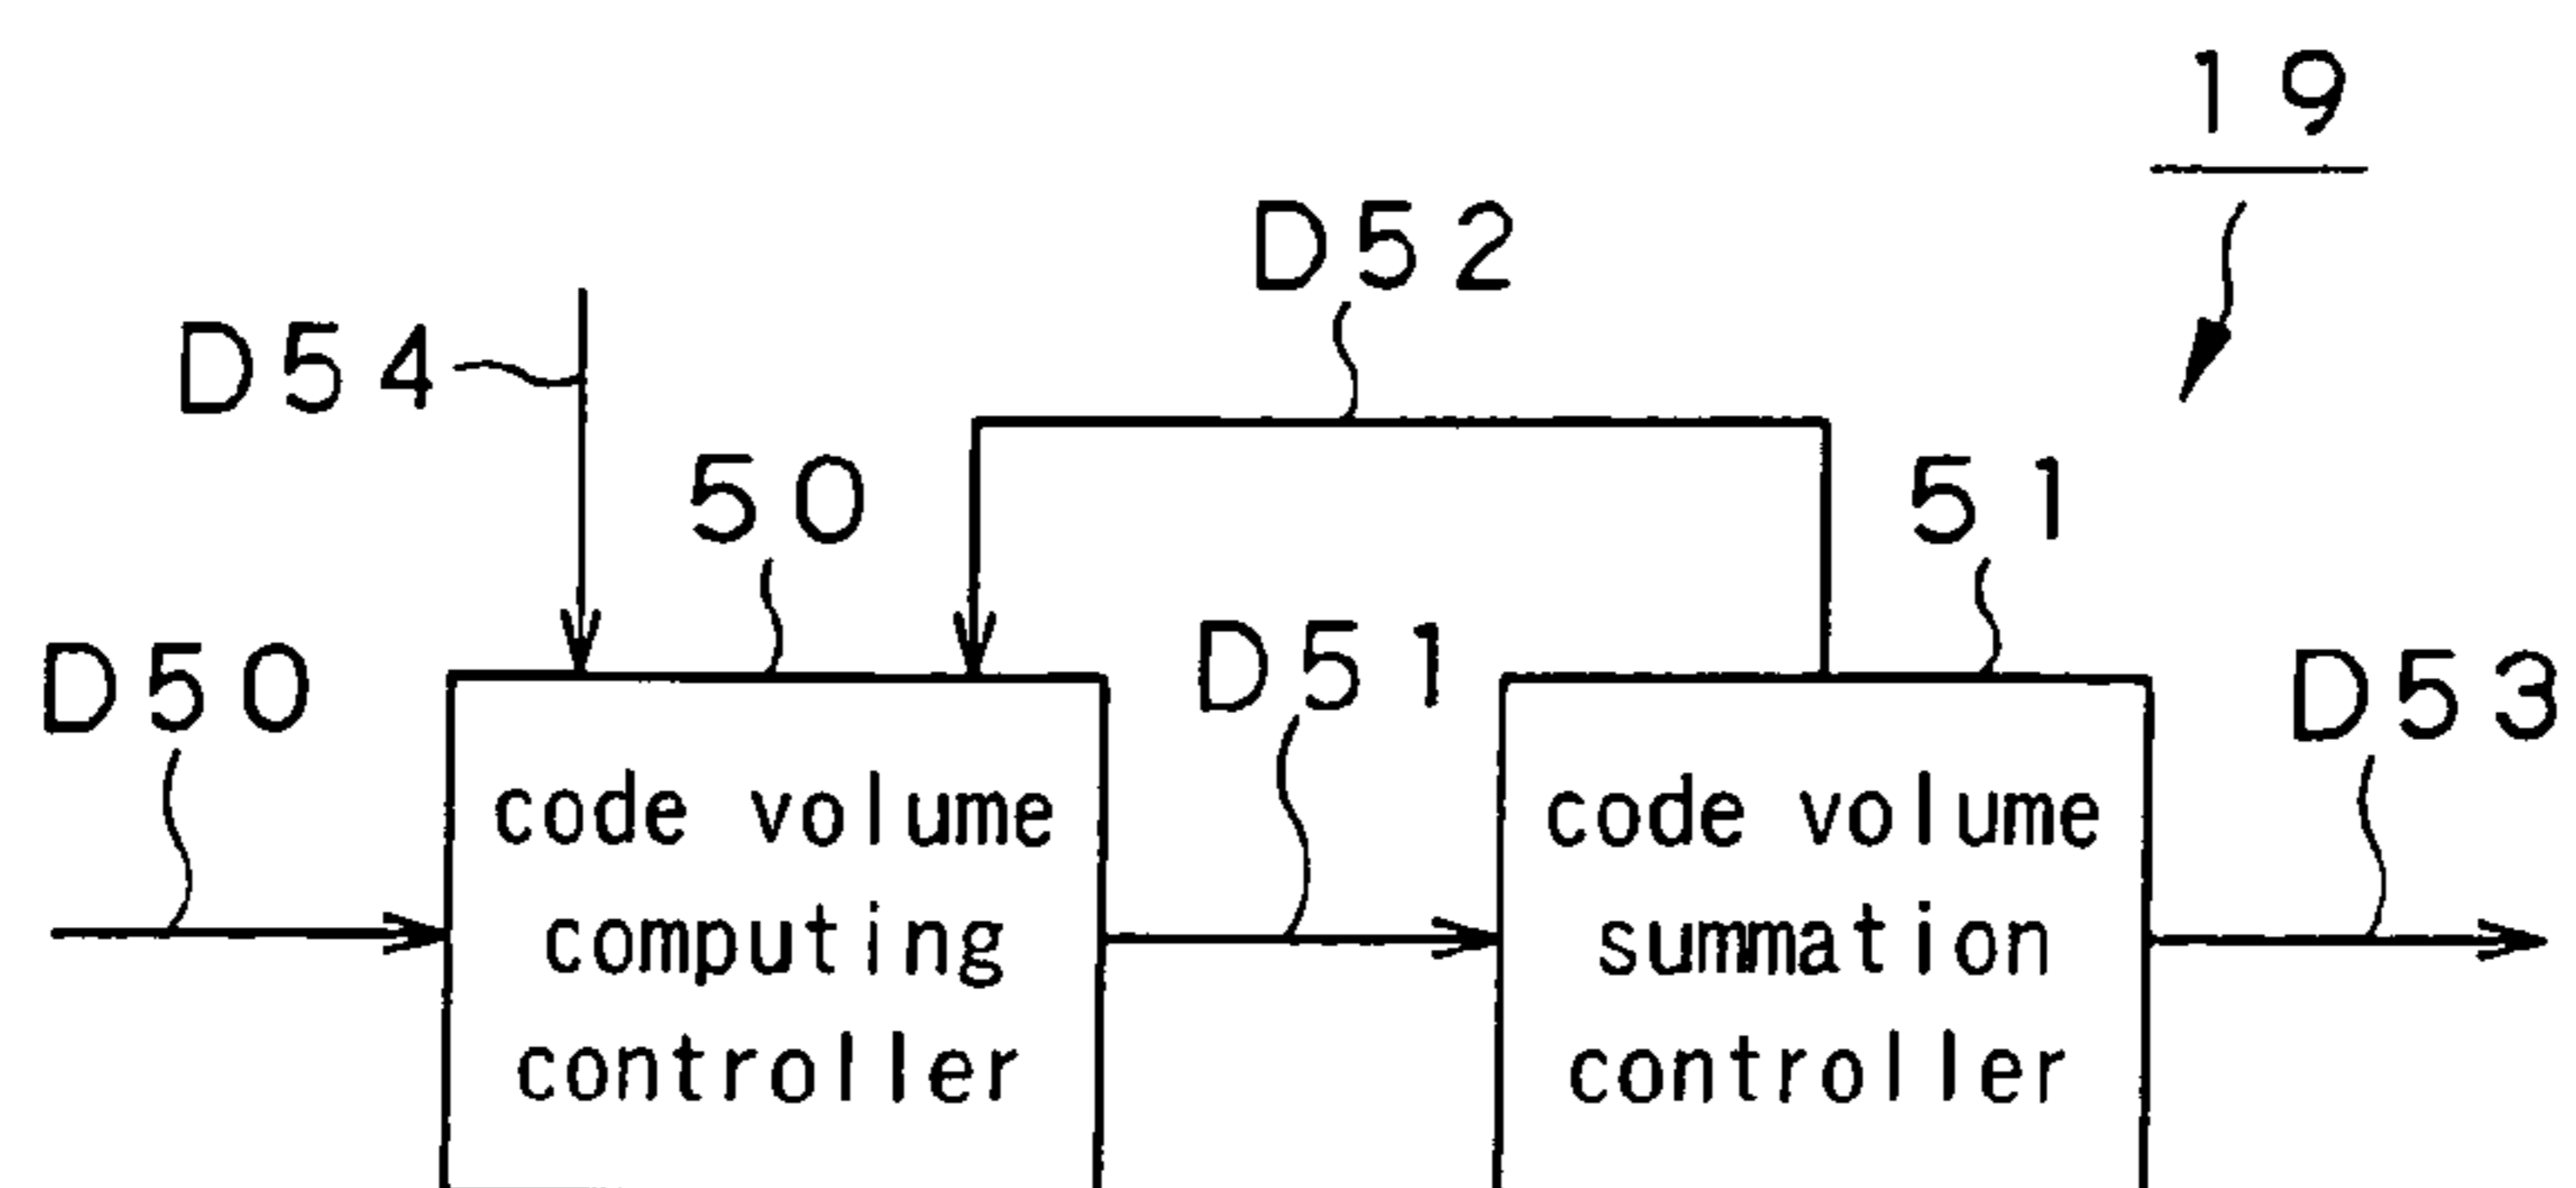 19
D52
D54
50
51
D50
D51
D53
code volume
computing
controller
code volume
summation
controller